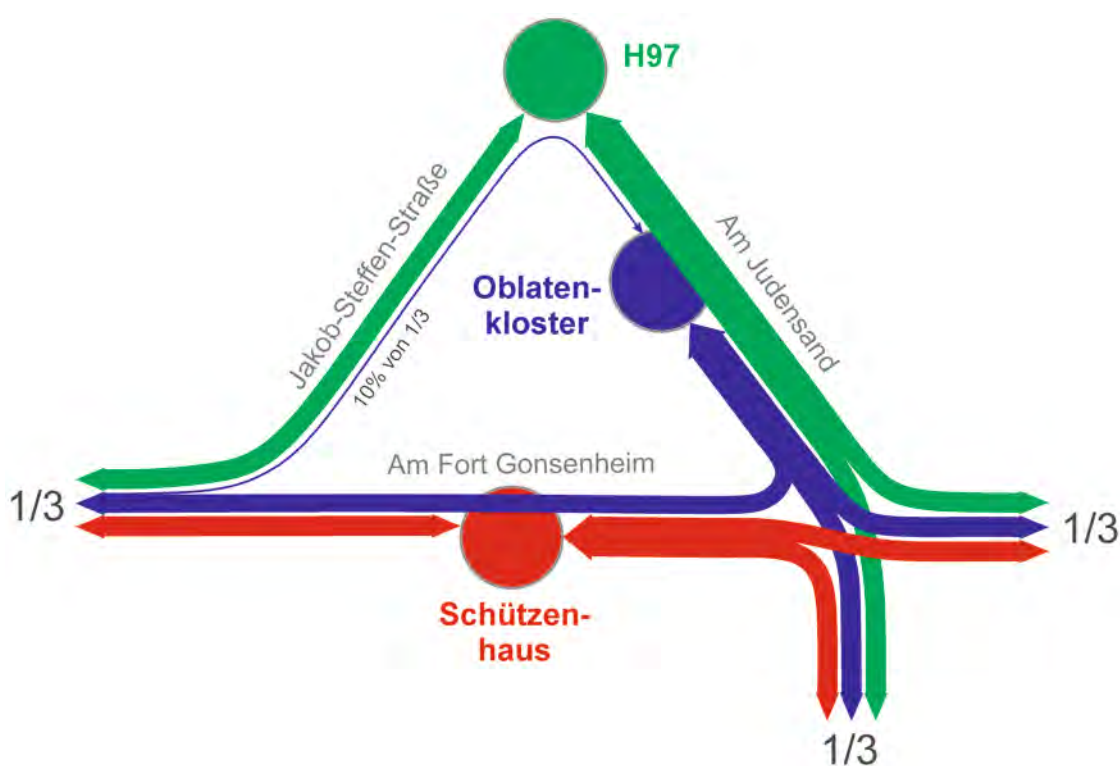 H97
Jakob-Steffen-Straße
Am Judensand
Oblaten-
kloster
10% von 1/3
Am Fort Gonsenheim
1/3
1/3
Schützen-
haus
1/3